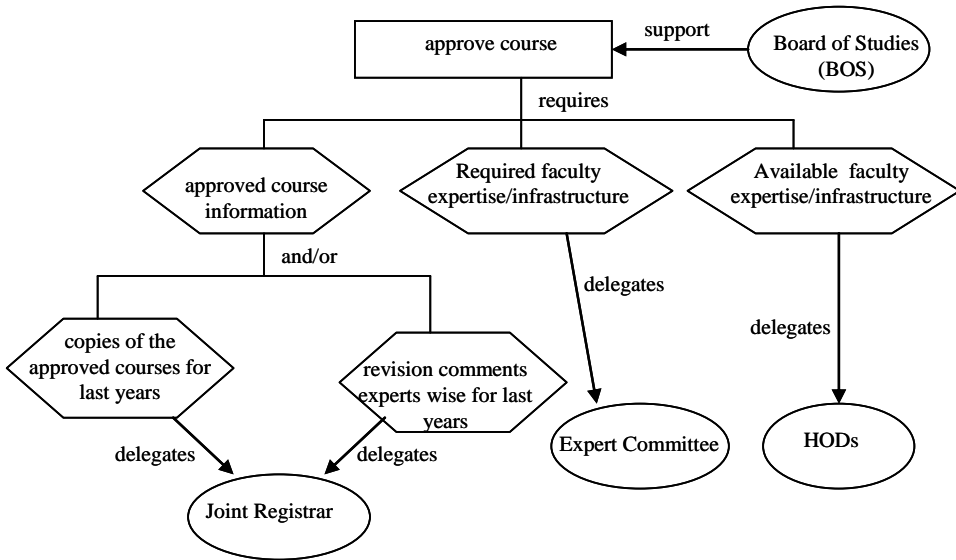 approve course
support
Board of Studies
(BOS)
requires
approved course
information
Required faculty
expertise/infrastructure
Available faculty
expertise/infrastructure
and/or
delegates
delegates
copies of the
approved courses for
last years
revision comments
experts wise for last
years
delegates
delegates
Expert Committee
HODs
Joint Registrar